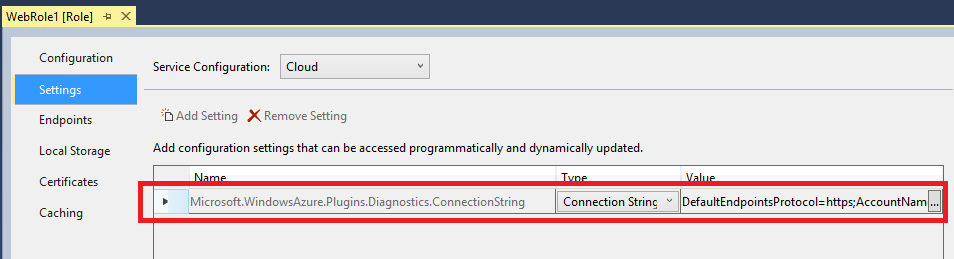 WebRole1 [Role]
Configuration
Settings
Endpoints
Local Storage
Certificates
Caching
Service Configuration: Cloud
Add Setting Remove Setting
Add configuration settings that can be accessed programmatically and dynamically updated.
Name Type Value
Microsoft.WindowsAzure.Plugins.Diagnostics.ConnectionString Connection String DefaultEndpointsProtocol=https;AccountNam ...